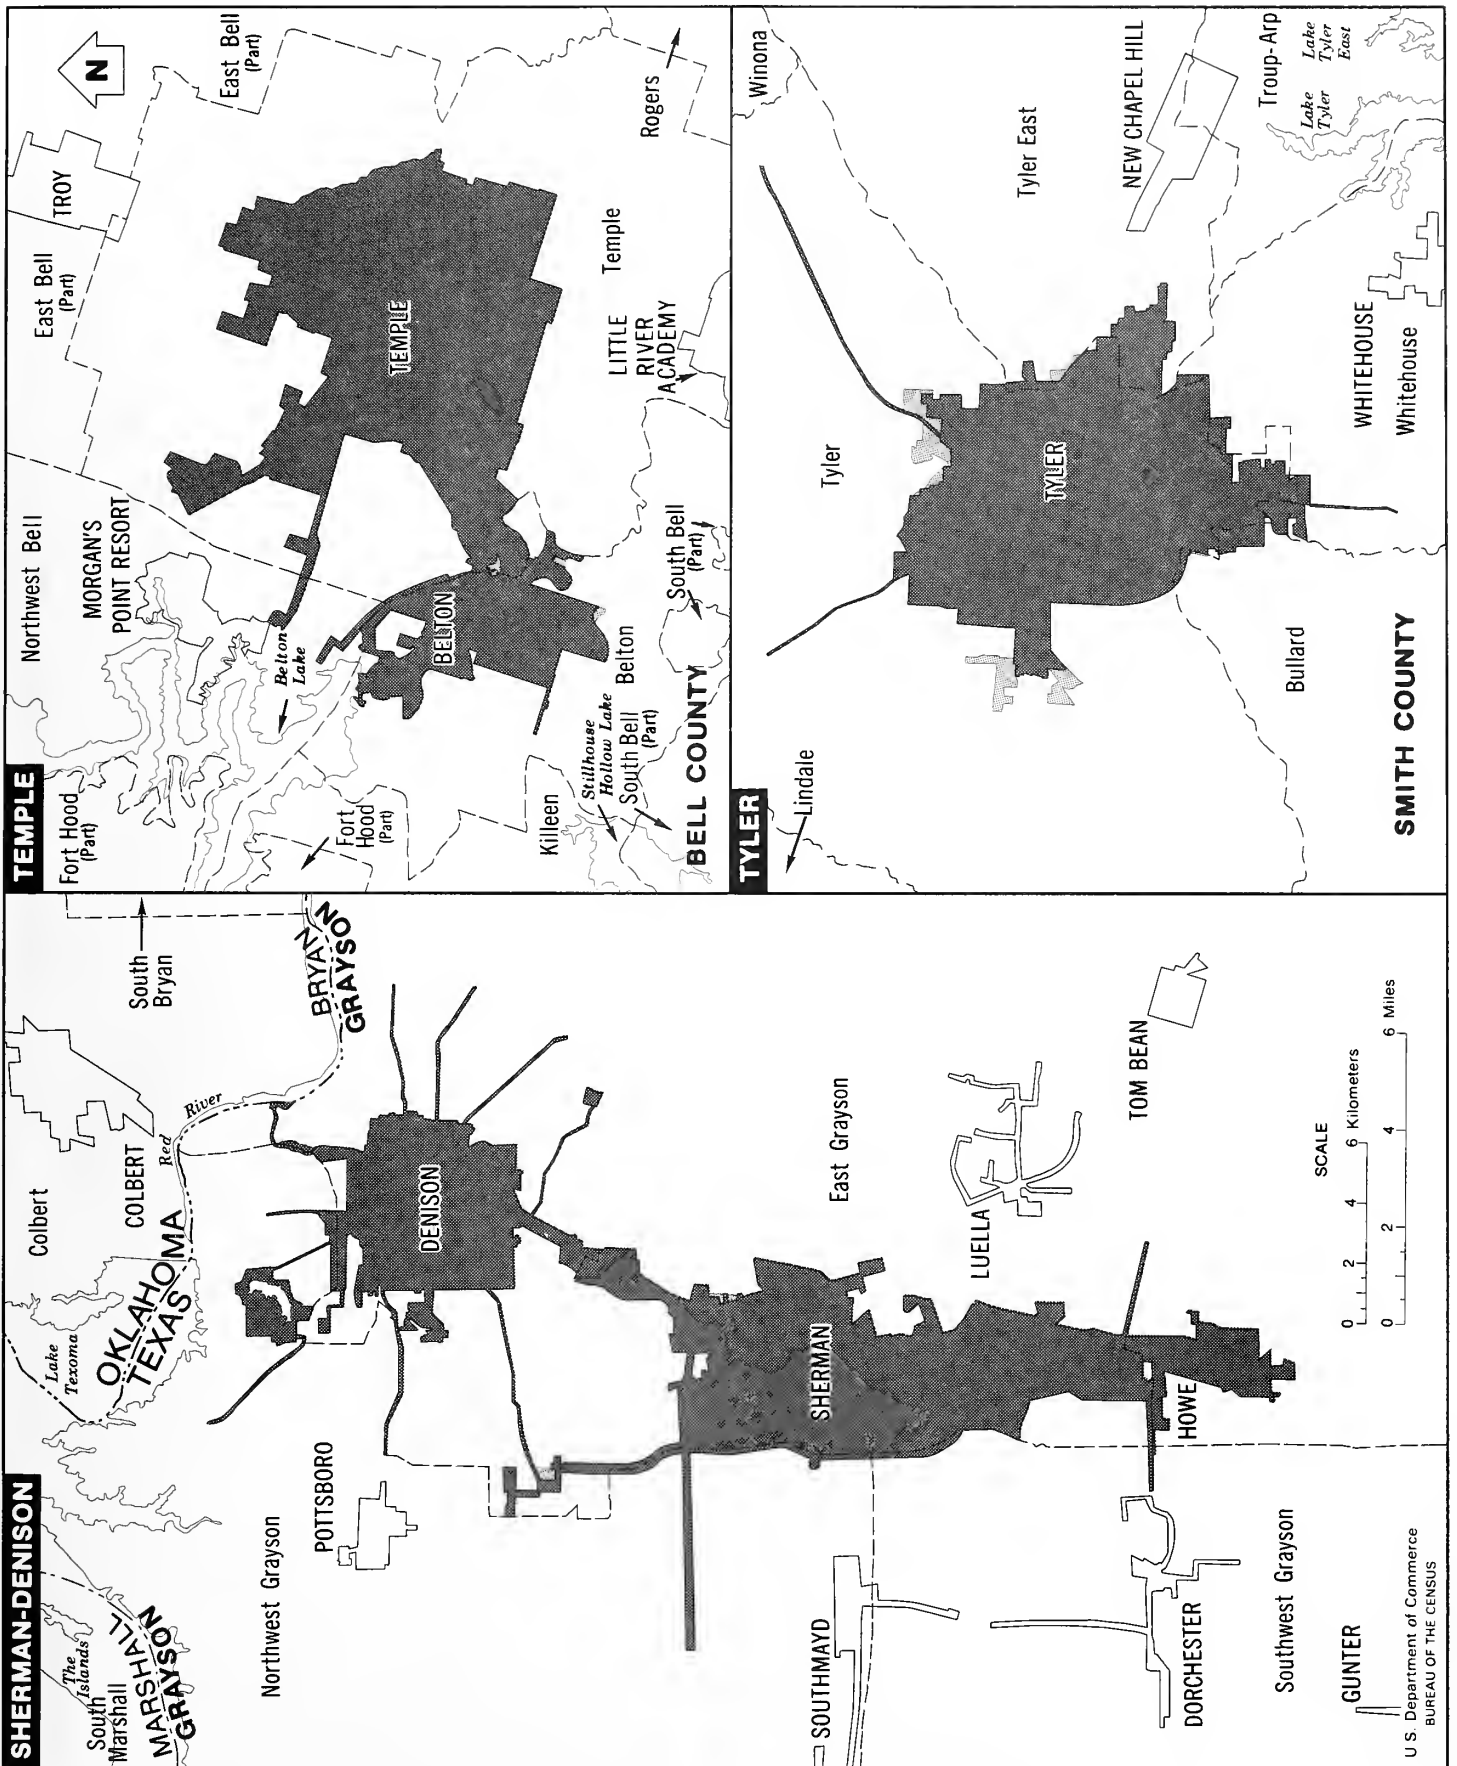 SHERMAN-DENISON
The
Islands
South
Marshall
MARSHALL
GRAYSON
Lake
Texoma
OKLAHOMA
TEXAS
Colbert
COLBERT
Red
River
South
Bryan
BRYAN
GRAYSON
Northwest Grayson
POTTSBORO
DENISON
East Grayson
SHERMAN
LUELLA
TOM BEAN
SOUTHMAYD
HOWE
DORCHESTER
Southwest Grayson
GUNTER
SCALE
0 2 4 6 Kilometers
0 2 4 6 Miles
U.S. Department of Commerce
BUREAU OF THE CENSUS
TEMPLE
Fort Hood
(Part)
Northwest Bell
MORGAN'S
POINT RESORT
East Bell
(Part)
TROY
East Bell
(Part)
N
Belton
Lake
Fort
Hood
(Part)
TEMPLE
BELTON
Killeen
Stillhouse
Hollow Lake
South Bell
(Part)
Belton
South Bell
(Part)
LITTLE
RIVER
ACADEMY
Temple
Rogers
BELL COUNTY
TYLER
Lindale
Tyler
Winona
TYLER
Tyler East
NEW CHAPEL HILL
Troup-Arp
Lake
Tyler
Lake
Tyler
East
Bullard
WHITEHOUSE
Whitehouse
SMITH COUNTY